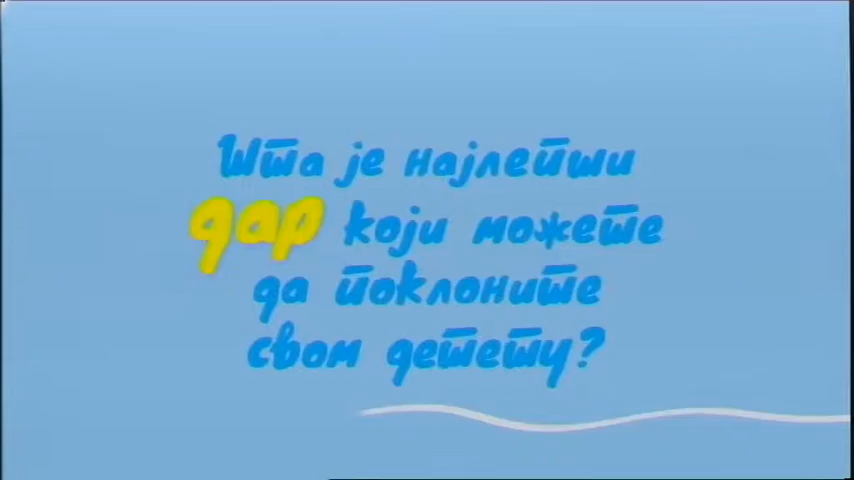 Шта је најлепши
дар који можете
да поклоните
свом детету?